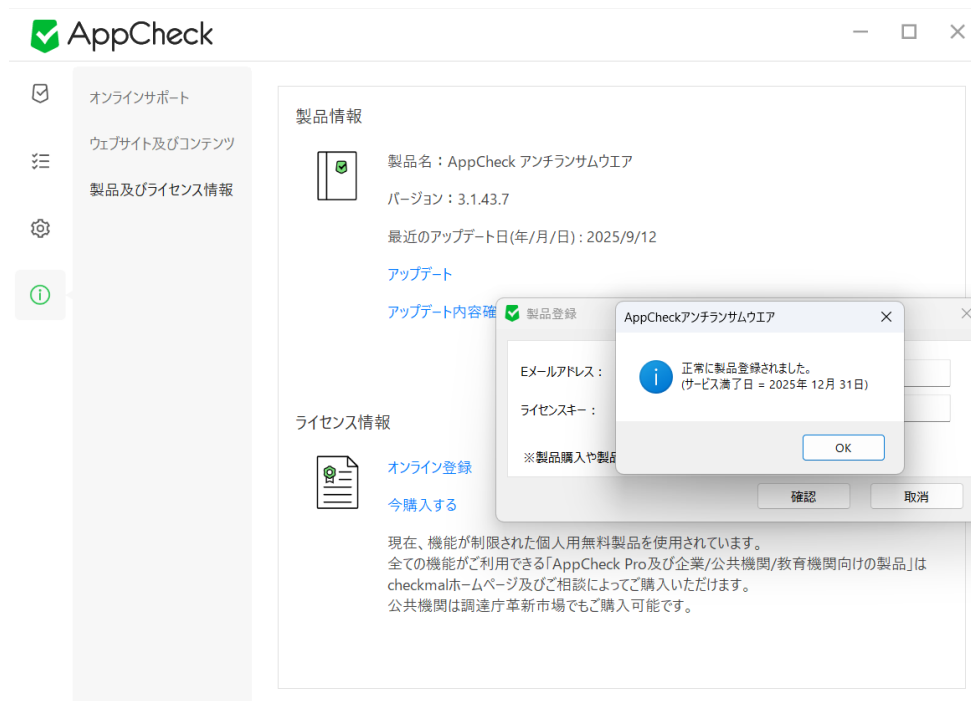 AppCheck
オンラインサポート
ウェブサイト及びコンテンツ
製品及びライセンス情報
製品情報
製品名：AppCheck アンチランサムウエア
バージョン：3.1.43.7
最近のアップデート日(年/月/日) : 2025/9/12
アップデート
アップデート内容確
製品登録
Eメールアドレス：
ライセンスキー：
※製品購入や製品
確認
取消
AppCheckアンチランサムウエア
正常に製品登録されました。
(サービス満了日 = 2025年 12月 31日)
OK
ライセンス情報
オンライン登録
今購入する
現在、機能が制限された個人用無料製品を使用されています。
全ての機能がご利用できる「AppCheck Pro及び企業/公共機関/教育機関向けの製品」は
checkmalホームページ及びご相談によってご購入いただけます。
公共機関は調達庁革新市場でもご購入可能です。